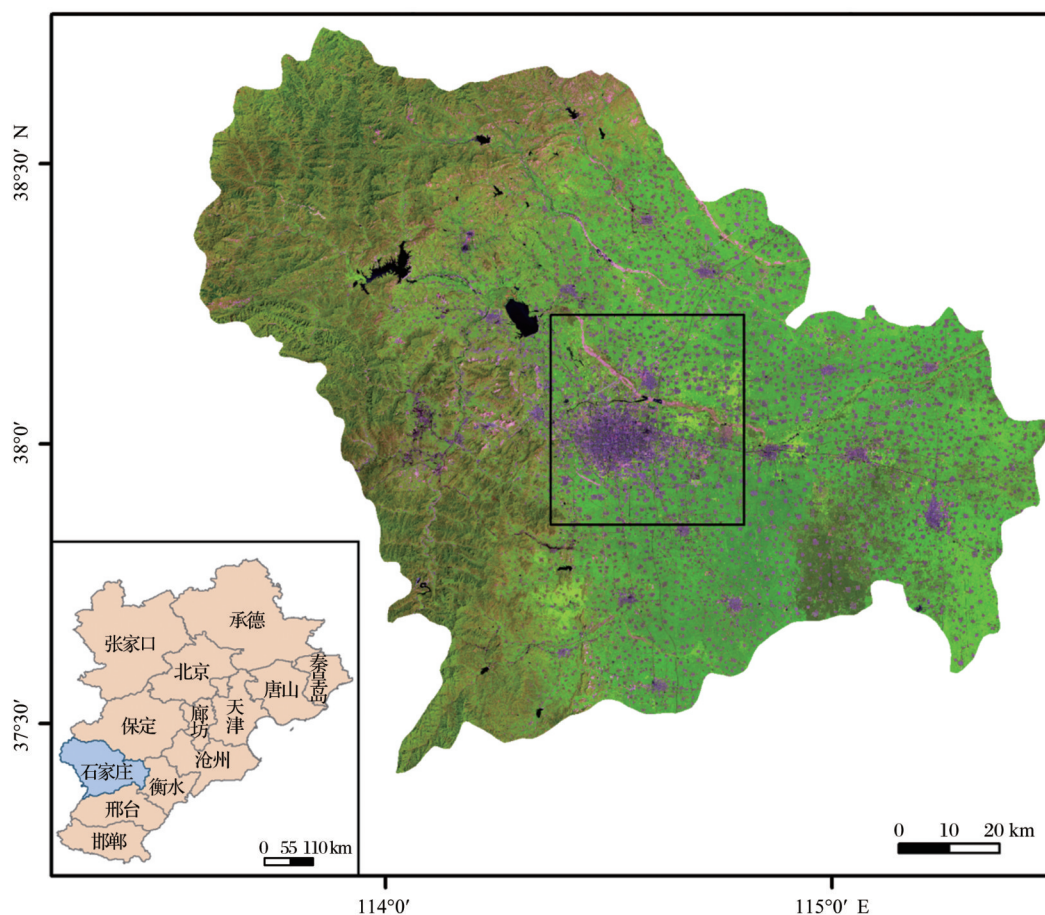 38°30′ N
38°0′
37°30′
114°0′
115°0′ E
0 10 20 km
承德
张家口
北京
秦皇岛
唐山
天津
廊坊
保定
沧州
石家庄
衡水
邢台
邯郸
0 55 110 km